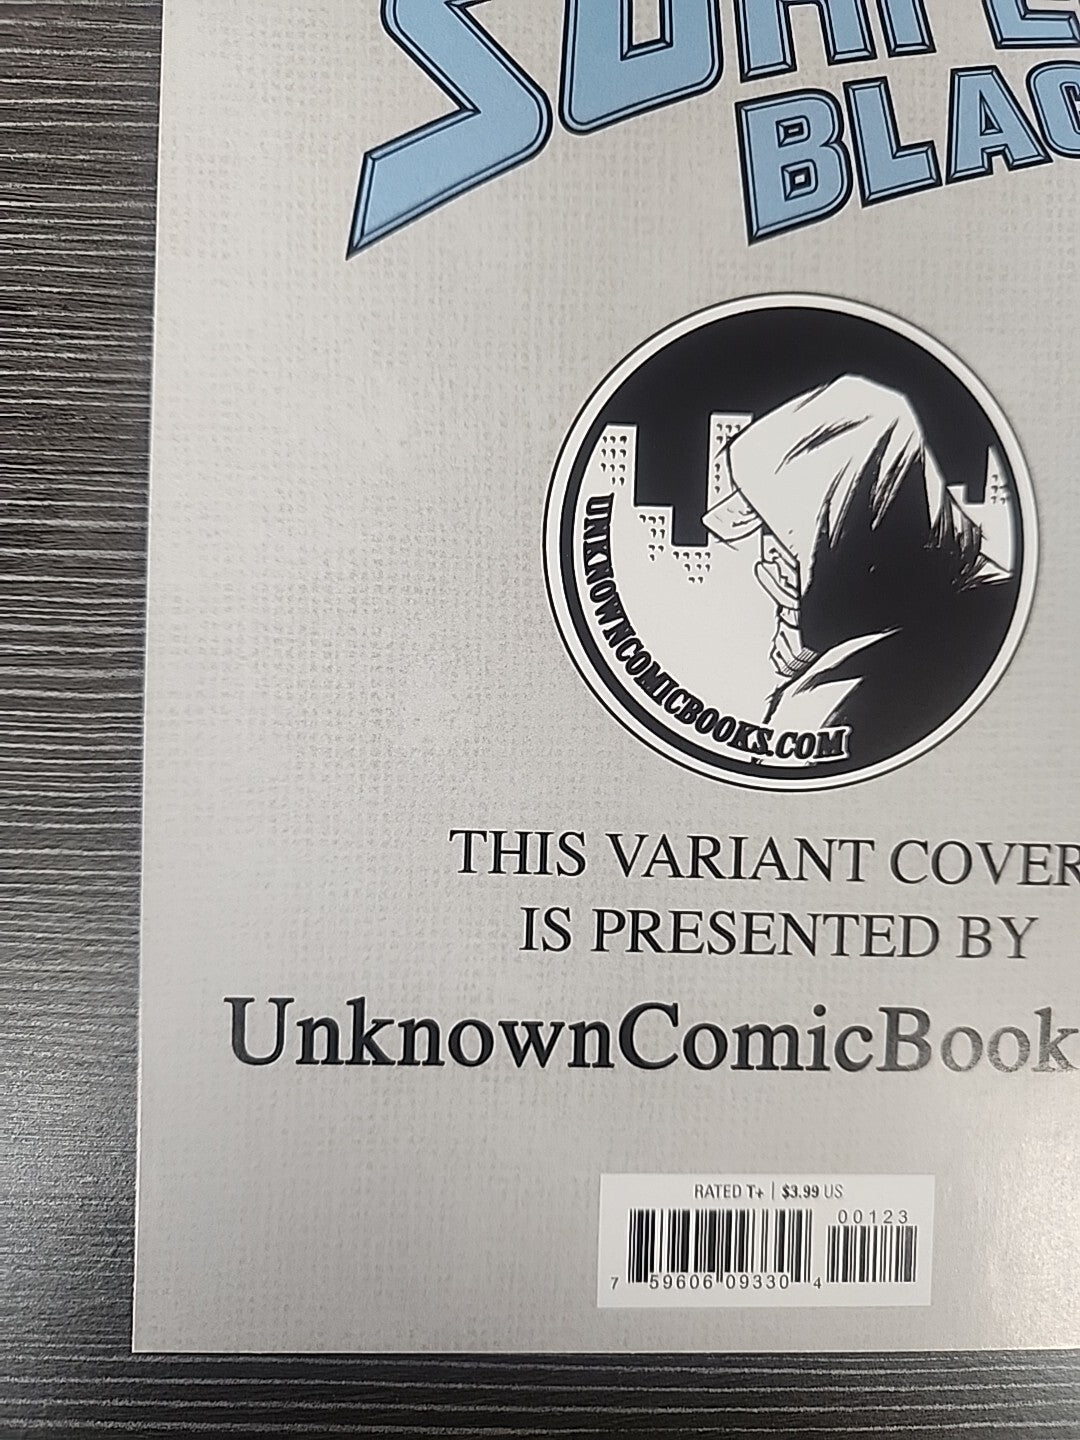 BLAC
UNKNOWNCOMICBOOKS.COM
THIS VARIANT COVER
IS PRESENTED BY
UnknownComicBook
RATED T+ | $3.99 US
00123
7 59606 09330 4